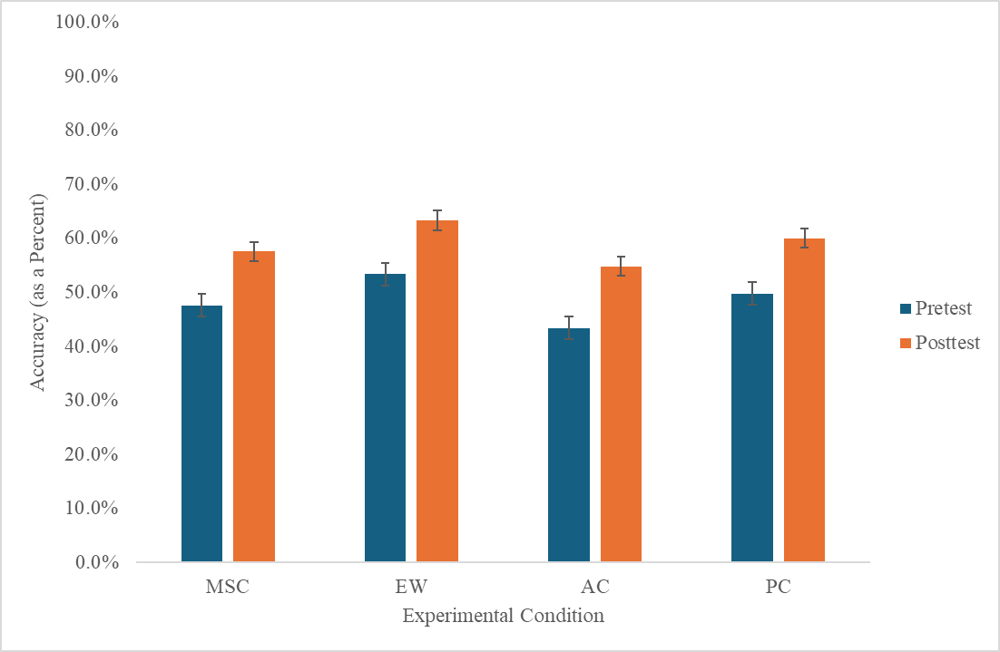 100.0%
90.0%
80.0%
70.0%
60.0%
50.0%
40.0%
30.0%
20.0%
10.0%
0.0%
Accuracy (as a Percent)
MSC EW AC PC
Experimental Condition
Pretest
Posttest